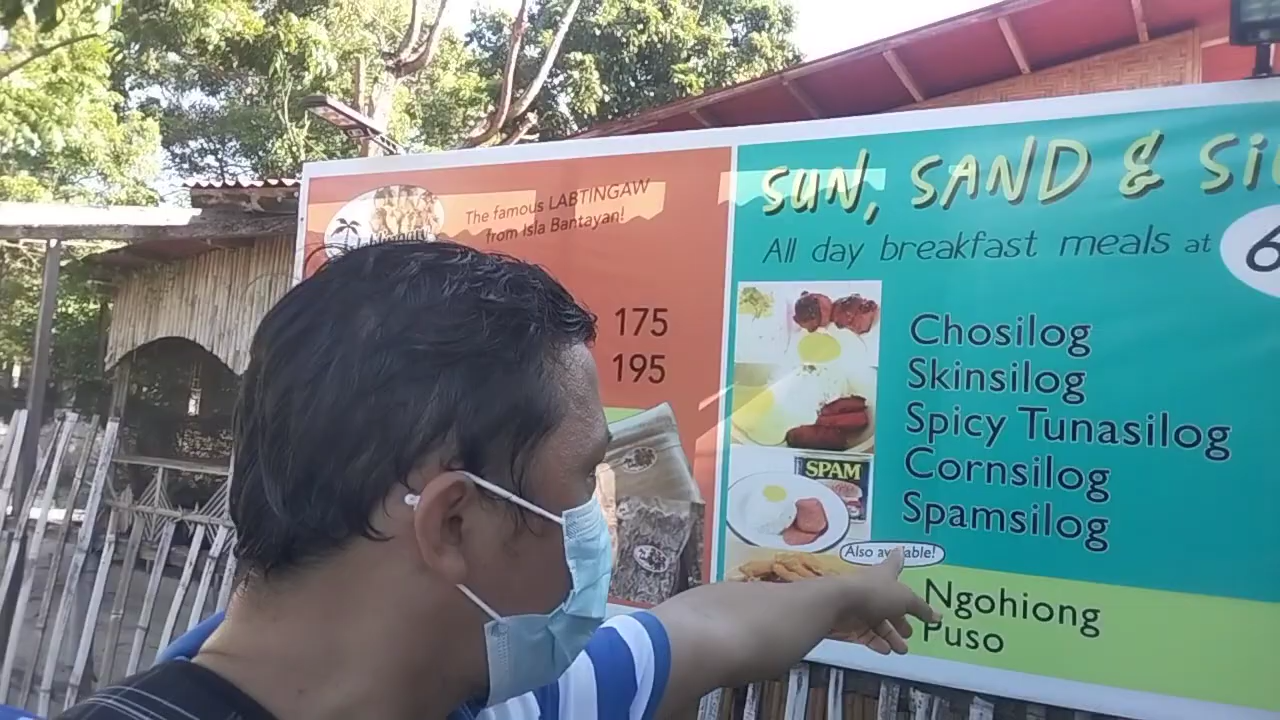 The famous LABTINGAW
from Isla Bantayan!
175
195
SUN, SAND &
All day breakfast meals at
Chosilog
Skinsilog
Spicy Tunasilog
Cornsilog
Spamsilog
SPAM
Also available!
Ngohiong
Puso